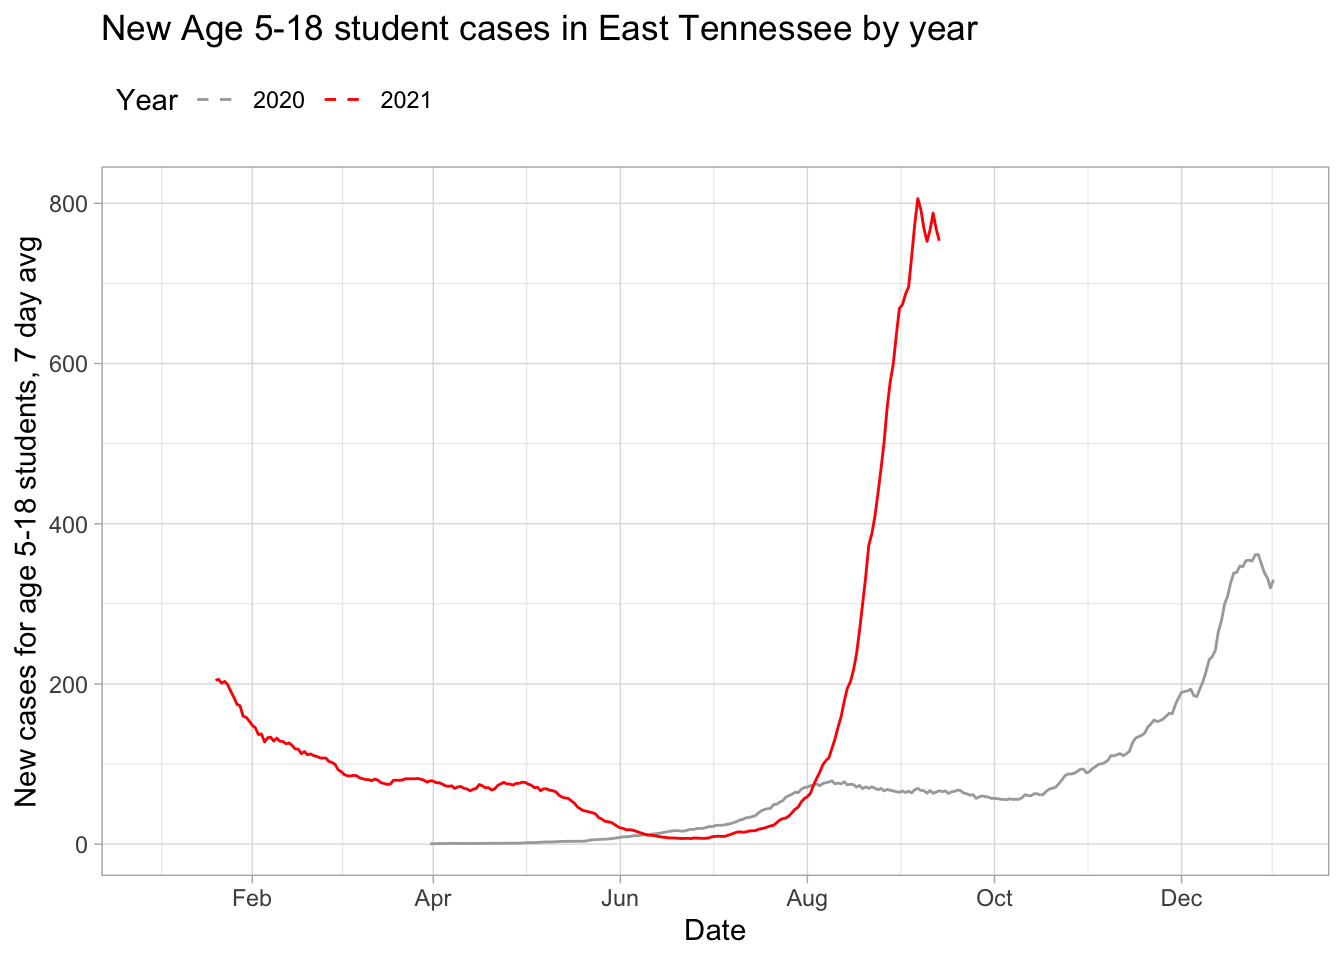 New Age 5-18 student cases in East Tennessee by year
Year 2020 2021
New cases for age 5-18 students, 7 day avg
800
600
400
200
0
Feb Apr Jun Aug Oct Dec
Date